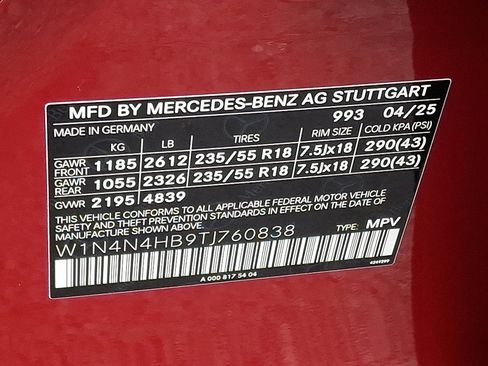 MFD BY MERCEDES-BENZ AG STUTTGART
MADE IN GERMANY 993 04/25
KG LB TIRES RIM SIZE COLD KPA (PSI)
GAWR FRONT 1185 2612 235/55 R18 7.5Jx18 290(43)
GAWR REAR 1055 2326 235/55 R18 7.5Jx18 290(43)
GVWR 2195 4839
THIS VEHICLE CONFORMS TO ALL APPLICABLE FEDERAL MOTOR VEHICLE
SAFETY AND THEFT PREVENTION STANDARDS IN EFFECT ON THE DATE
OF MANUFACTURE SHOWN ABOVE.
W1N4N4HB9TJ760838 TYPE: MPV
A 000 817 54 04